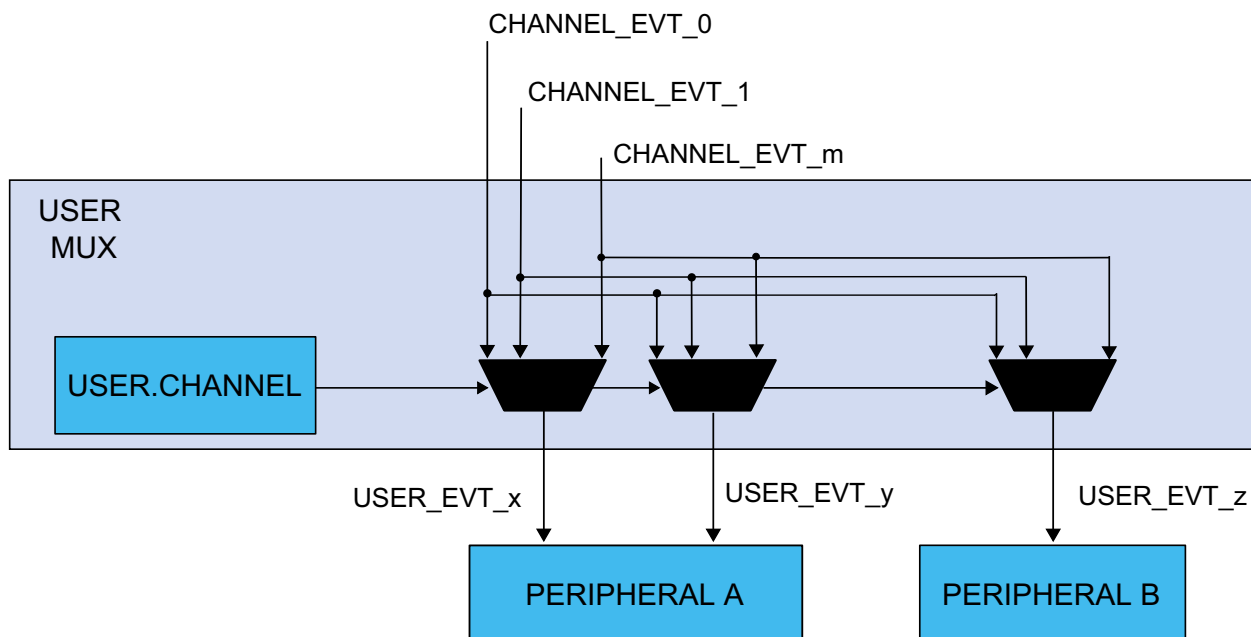 CHANNEL_EVT_0
CHANNEL_EVT_1
CHANNEL_EVT_m
USER
MUX
USER.CHANNEL
USER_EVT_x
USER_EVT_y
USER_EVT_z
PERIPHERAL A
PERIPHERAL B